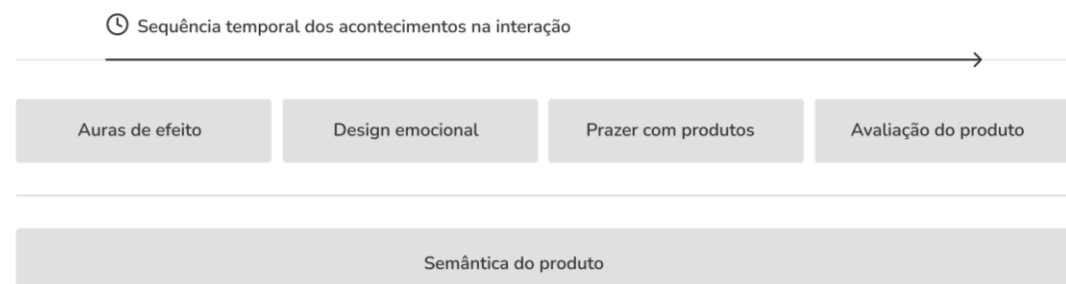 Sequência temporal dos acontecimentos na interação
Auras de efeito
Design emocional
Prazer com produtos
Avaliação do produto
Semântica do produto